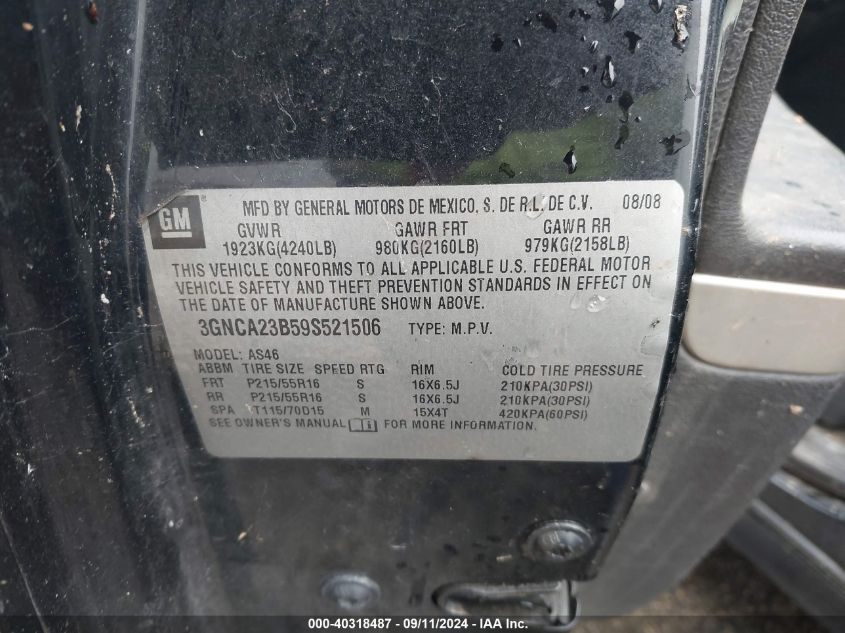 GM
®
MFD BY GENERAL MOTORS DE MEXICO, S. DE R.L. DE C.V. 08/08
GVWR GAWR FRT GAWR RR
1923KG(4240LB) 980KG(2160LB) 979KG(2158LB)
THIS VEHICLE CONFORMS TO ALL APPLICABLE U.S. FEDERAL MOTOR
VEHICLE SAFETY AND THEFT PREVENTION STANDARDS IN EFFECT ON
THE DATE OF MANUFACTURE SHOWN ABOVE.
3GNCA23B59S521506 TYPE: M.P.V.
MODEL: AS46
ABBM TIRE SIZE SPEED RTG RIM COLD TIRE PRESSURE
FRT P215/55R16 S 16X6.5J 210KPA(30PSI)
RR P215/55R16 S 16X6.5J 210KPA(30PSI)
SPA T115/70D15 M 15X4T 420KPA(60PSI)
SEE OWNER'S MANUAL FOR MORE INFORMATION.
000-40318487 - 09/11/2024 - IAA Inc.